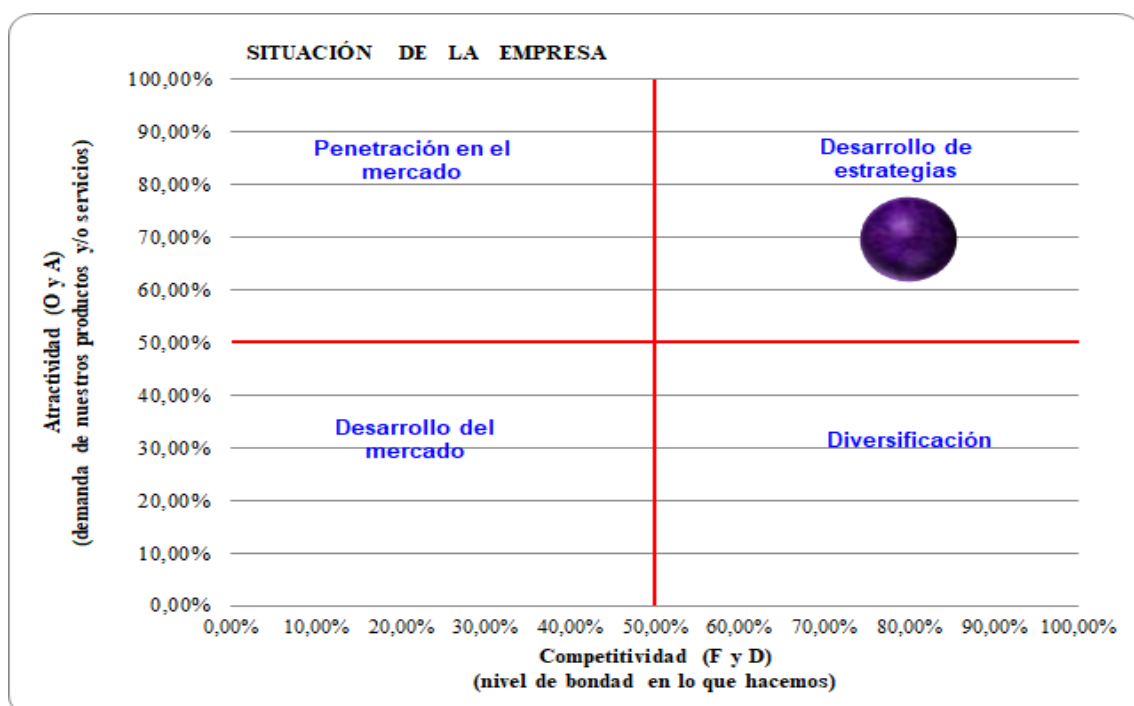 SITUACIÓN DE LA EMPRESA
100,00%
90,00%
80,00%
70,00%
60,00%
50,00%
40,00%
30,00%
20,00%
10,00%
0,00%
Atractividad (O y A)
(demanda de nuestros productos y/o servicios)
Penetración en el
mercado
Desarrollo de
estrategias
Desarrollo del
mercado
Diversificación
0,00% 10,00% 20,00% 30,00% 40,00% 50,00% 60,00% 70,00% 80,00% 90,00% 100,00%
Competitividad (F y D)
(nivel de bondad en lo que hacemos)